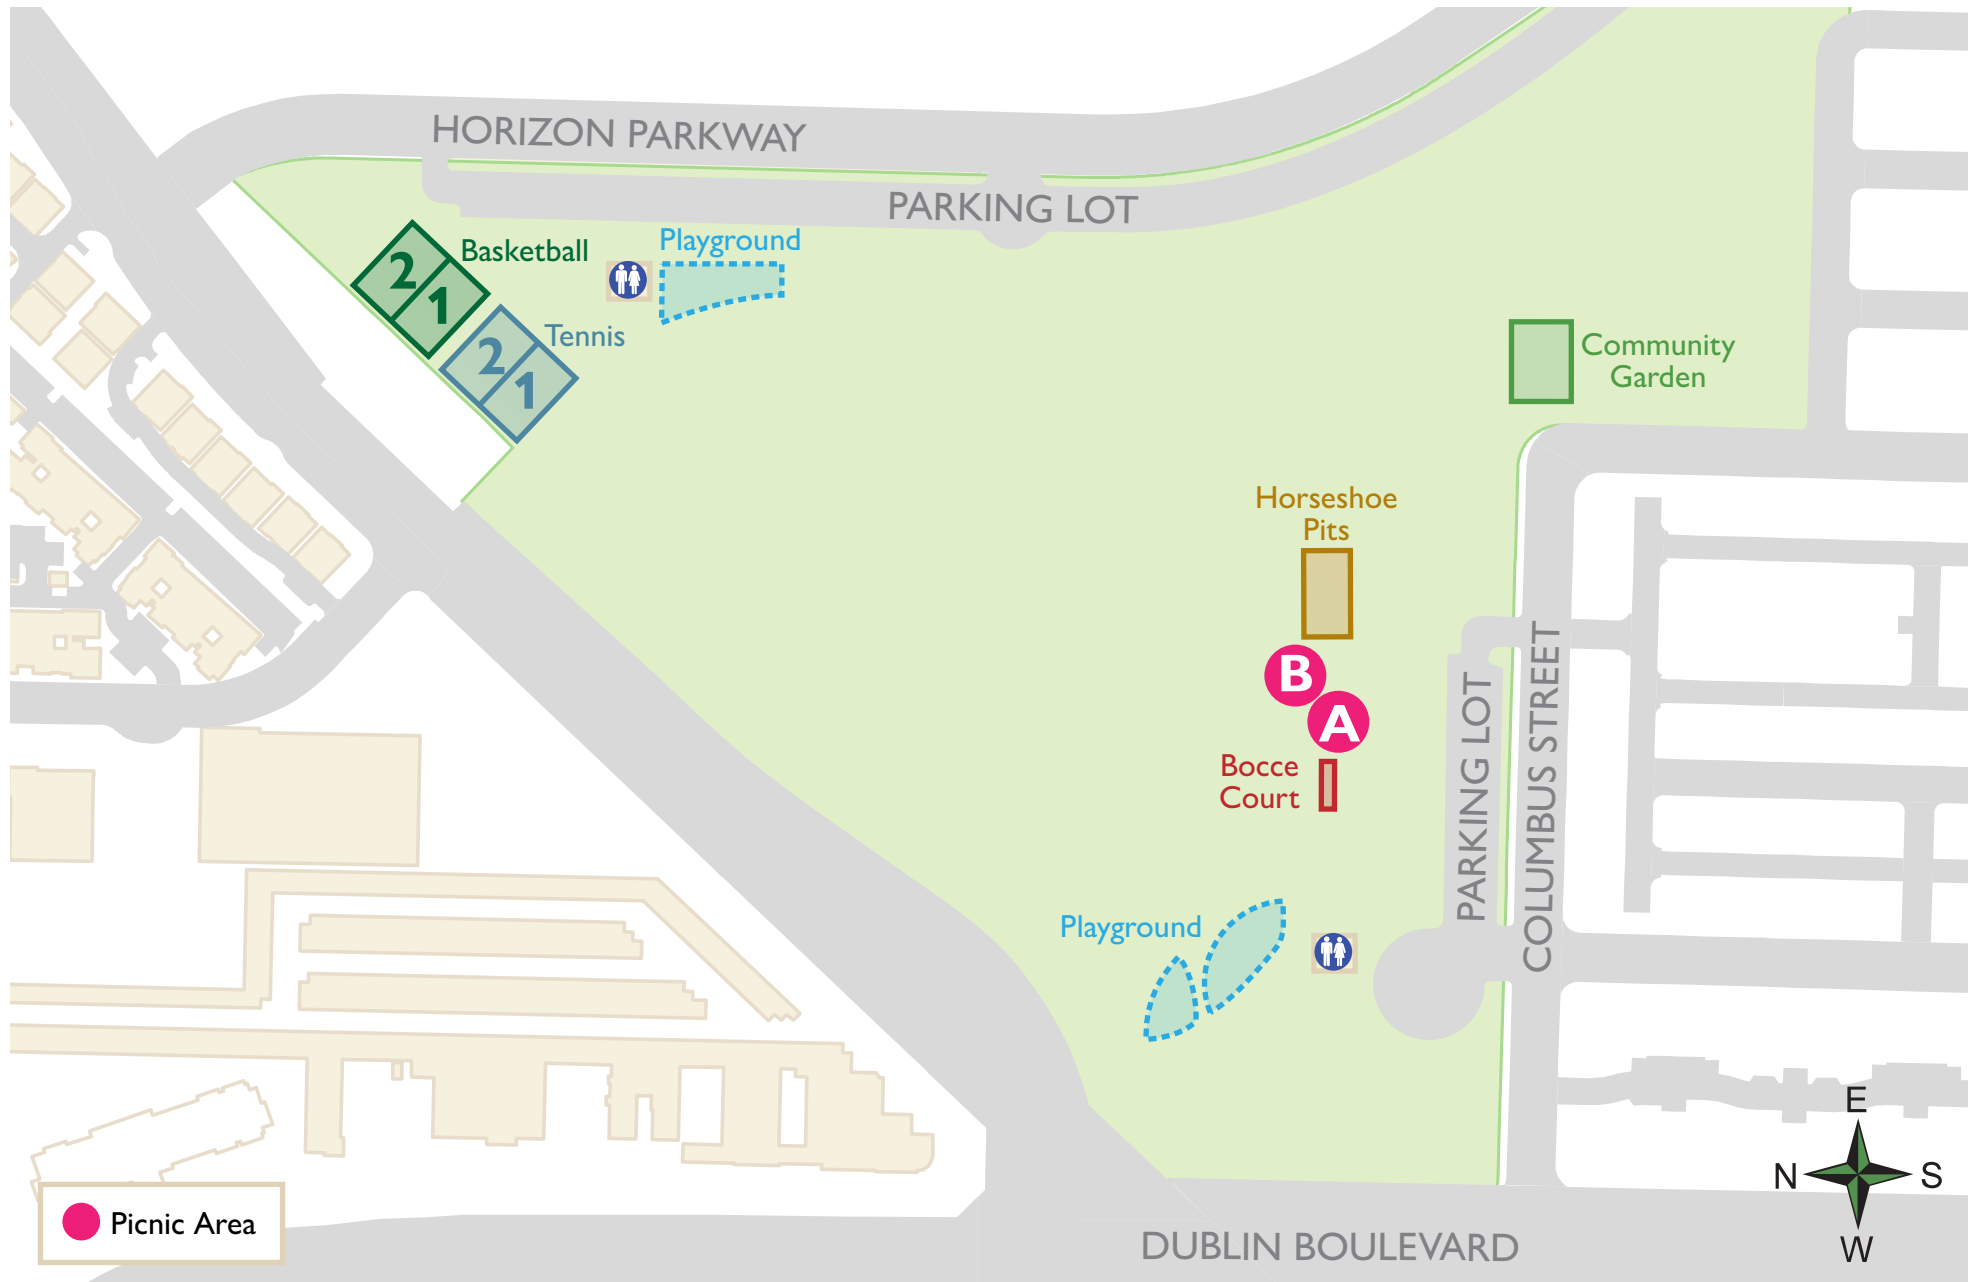 HORIZON PARKWAY
PARKING LOT
Basketball
2
1
Playground
Tennis
2
1
Community
Garden
Horseshoe
Pits
B
A
Bocce
Court
PARKING LOT
COLUMBUS STREET
Playground
E
N
S
W
Picnic Area
DUBLIN BOULEVARD